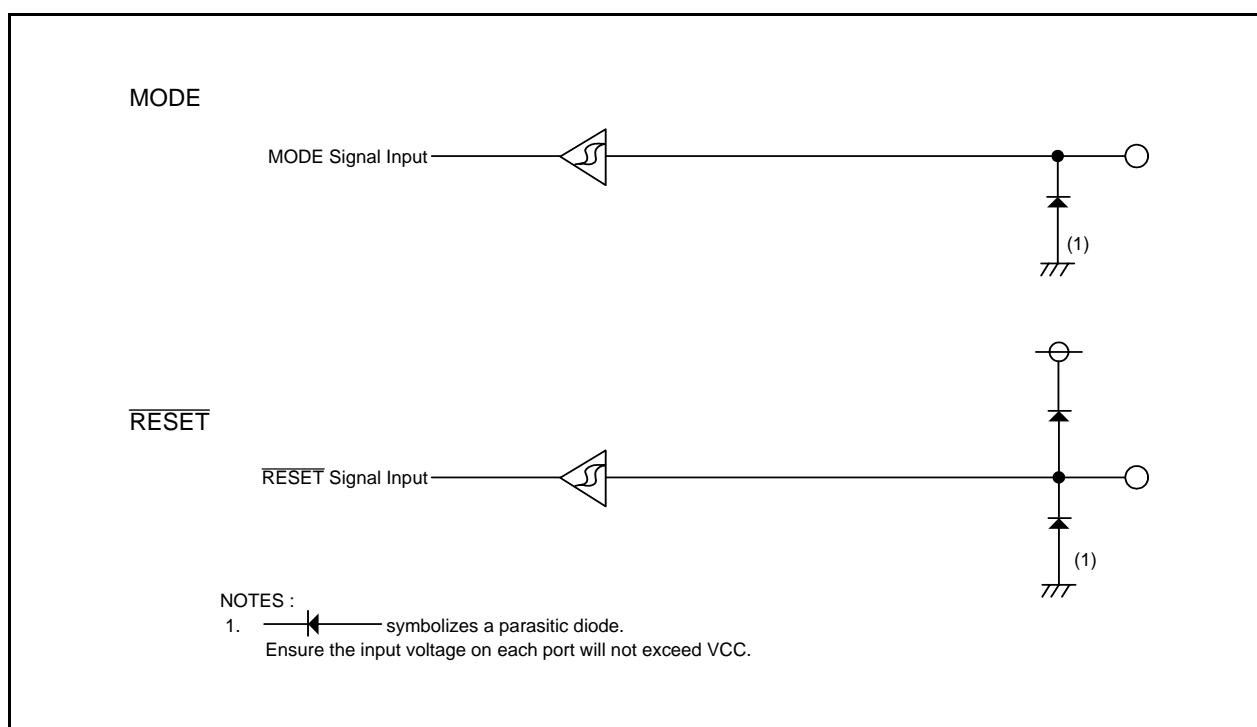 MODE
MODE Signal Input
(1)
RESET
RESET Signal Input
(1)
NOTES :
1. symbolizes a parasitic diode.
Ensure the input voltage on each port will not exceed VCC.